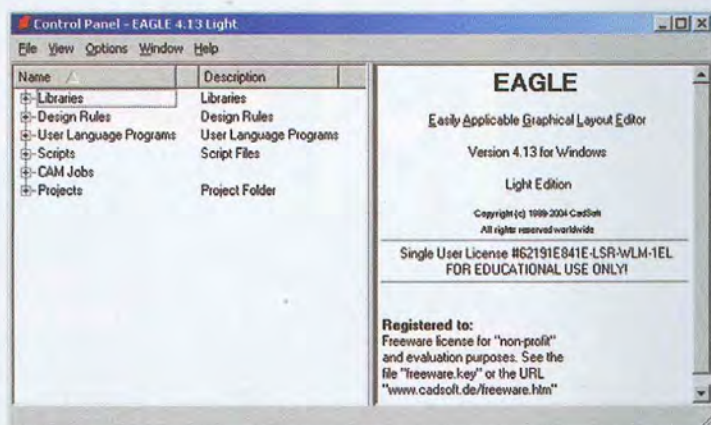 Control Panel - EAGLE 4.13 Light
File View Options Window Help
Name Description
Libraries Libraries
Design Rules Design Rules
User Language Programs User Language Programs
Scripts Script Files
CAM Jobs
Projects Project Folder
EAGLE
Easily Applicable Graphical Layout Editor
Version 4.13 for Windows
Light Edition
Copyright (c) 1988-2004 CadSoft
All rights reserved worldwide
Single User License #62191E841E-LSR-WLM-1EL
FOR EDUCATIONAL USE ONLY!
Registered to:
Freeware license for "non-profit"
and evaluation purposes. See the
file "freeware.key" or the URL
"www.cadsoft.de/freeware.htm"